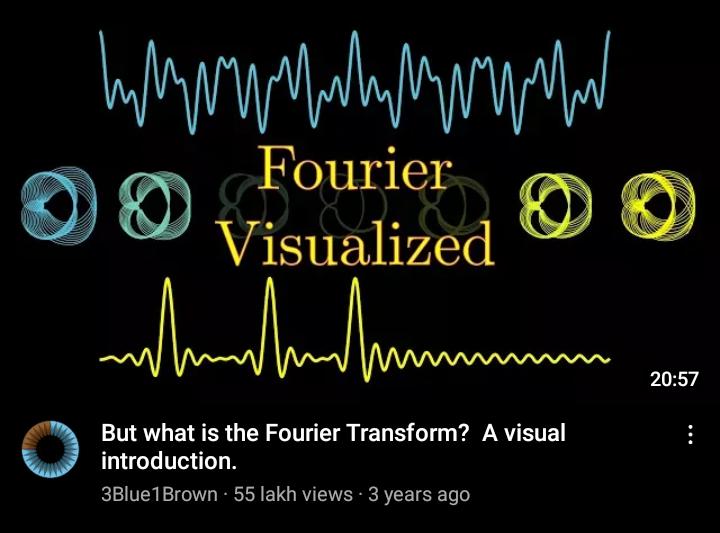 Fourier
Visualized
20:57
But what is the Fourier Transform?  A visual
introduction.
3Blue1Brown · 55 lakh views · 3 years ago